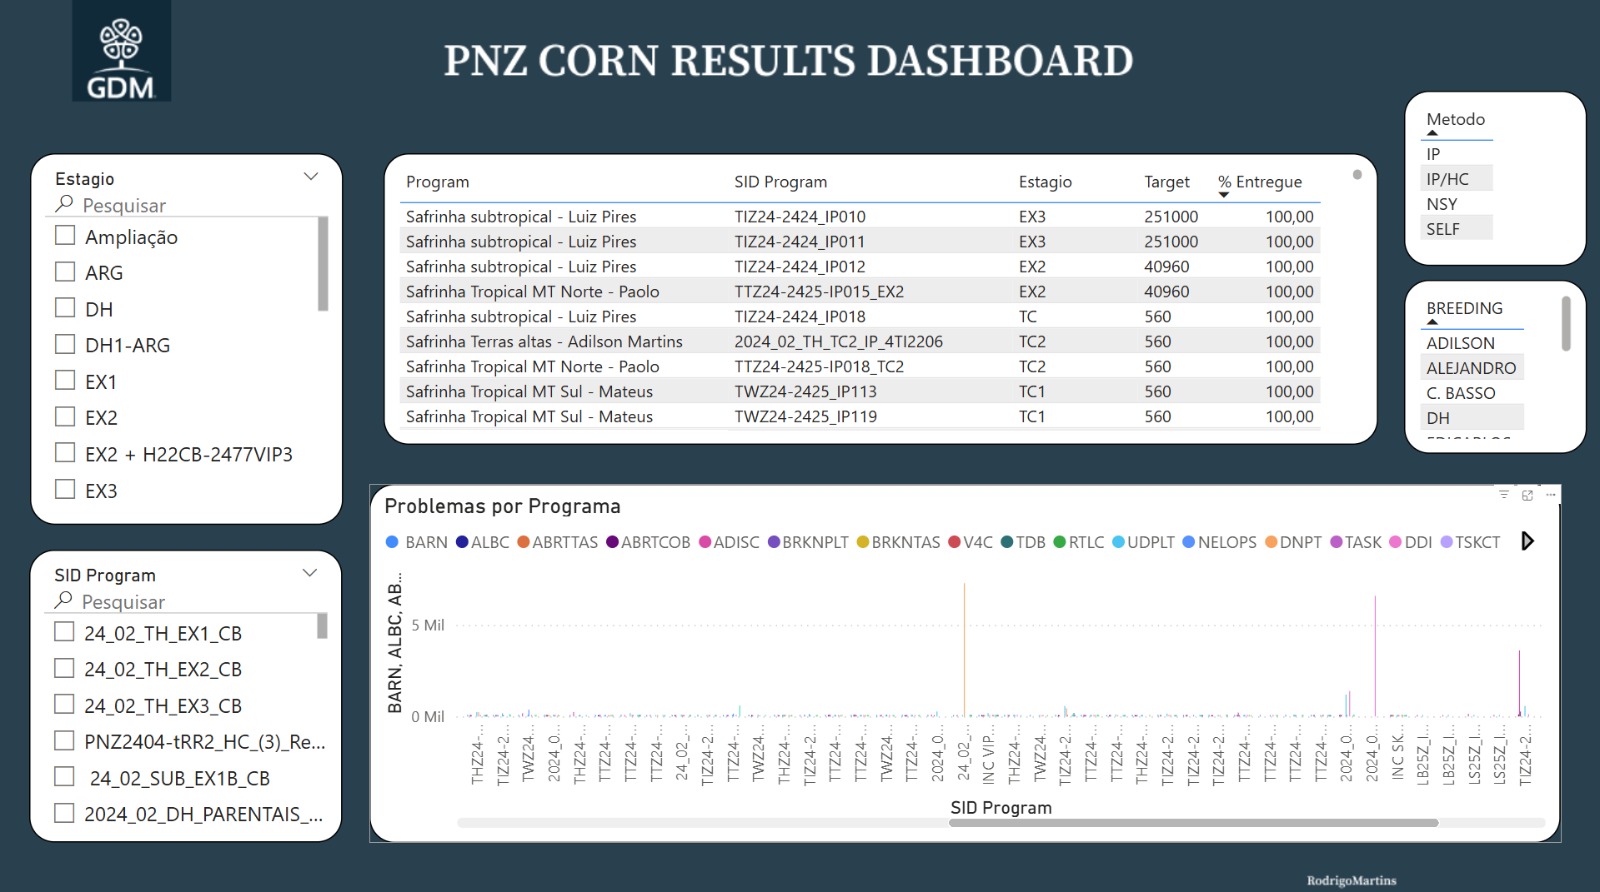 GDM
PNZ CORN RESULTS DASHBOARD
Estagio
Pesquisar
Ampliação
ARG
DH
DH1-ARG
EX1
EX2
EX2 + H22CB-2477VIP3
EX3
SID Program
Pesquisar
24_02_TH_EX1_CB
24_02_TH_EX2_CB
24_02_TH_EX3_CB
PNZ2404-tRR2_HC_(3)_Re...
24_02_SUB_EX1B_CB
2024_02_DH_PARENTAIS_...
Program SID Program Estagio Target % Entregue
Safrinha subtropical - Luiz Pires TIZ24-2424_IP010 EX3 251000 100,00
Safrinha subtropical - Luiz Pires TIZ24-2424_IP011 EX3 251000 100,00
Safrinha subtropical - Luiz Pires TIZ24-2424_IP012 EX2 40960 100,00
Safrinha Tropical MT Norte - Paolo TTZ24-2425-IP015_EX2 EX2 40960 100,00
Safrinha subtropical - Luiz Pires TIZ24-2424_IP018 TC 560 100,00
Safrinha Terras altas - Adilson Martins 2024_02_TH_TC2_IP_4TI2206 TC2 560 100,00
Safrinha Tropical MT Norte - Paolo TTZ24-2425-IP018_TC2 TC2 560 100,00
Safrinha Tropical MT Sul - Mateus TWZ24-2425_IP113 TC1 560 100,00
Safrinha Tropical MT Sul - Mateus TWZ24-2425_IP119 TC1 560 100,00
Metodo
IP
IP/HC
NSY
SELF
BREEDING
ADILSON
ALEJANDRO
C. BASSO
DH
Problemas por Programa
BARN ALBC ABRTTAS ABRTCOB ADISC BRKNPLT BRKNTAS V4C TDB RTLC UDPLT NELOPS DNPT TASK DDI TSKCT
BARN, ALBC, AB...
5 Mil
0 Mil
THZ24-...
TIZ24-2...
TWZ24...
2024_0...
THZ24-...
TTZ24-...
TTZ24-...
TTZ24-...
24_02_...
TIZ24-2...
TTZ24-...
TWZ24...
THZ24-...
TIZ24-2...
TTZ24-...
TTZ24-...
TWZ24...
TTZ24-...
2024_0...
24_02_...
INC VIP...
THZ24-...
TWZ24...
TIZ24-2...
TTZ24-...
TTZ24-...
THZ24-...
TIZ24-2...
TIZ24-2...
TIZ24-2...
TTZ24-...
TTZ24-...
TTZ24-...
TTZ24-...
2024_0...
2024_0...
INC SK...
LB25Z_I...
LB25Z_I...
LS25Z_I...
LS25Z_I...
TIZ24-2...
SID Program
RodrigoMartins